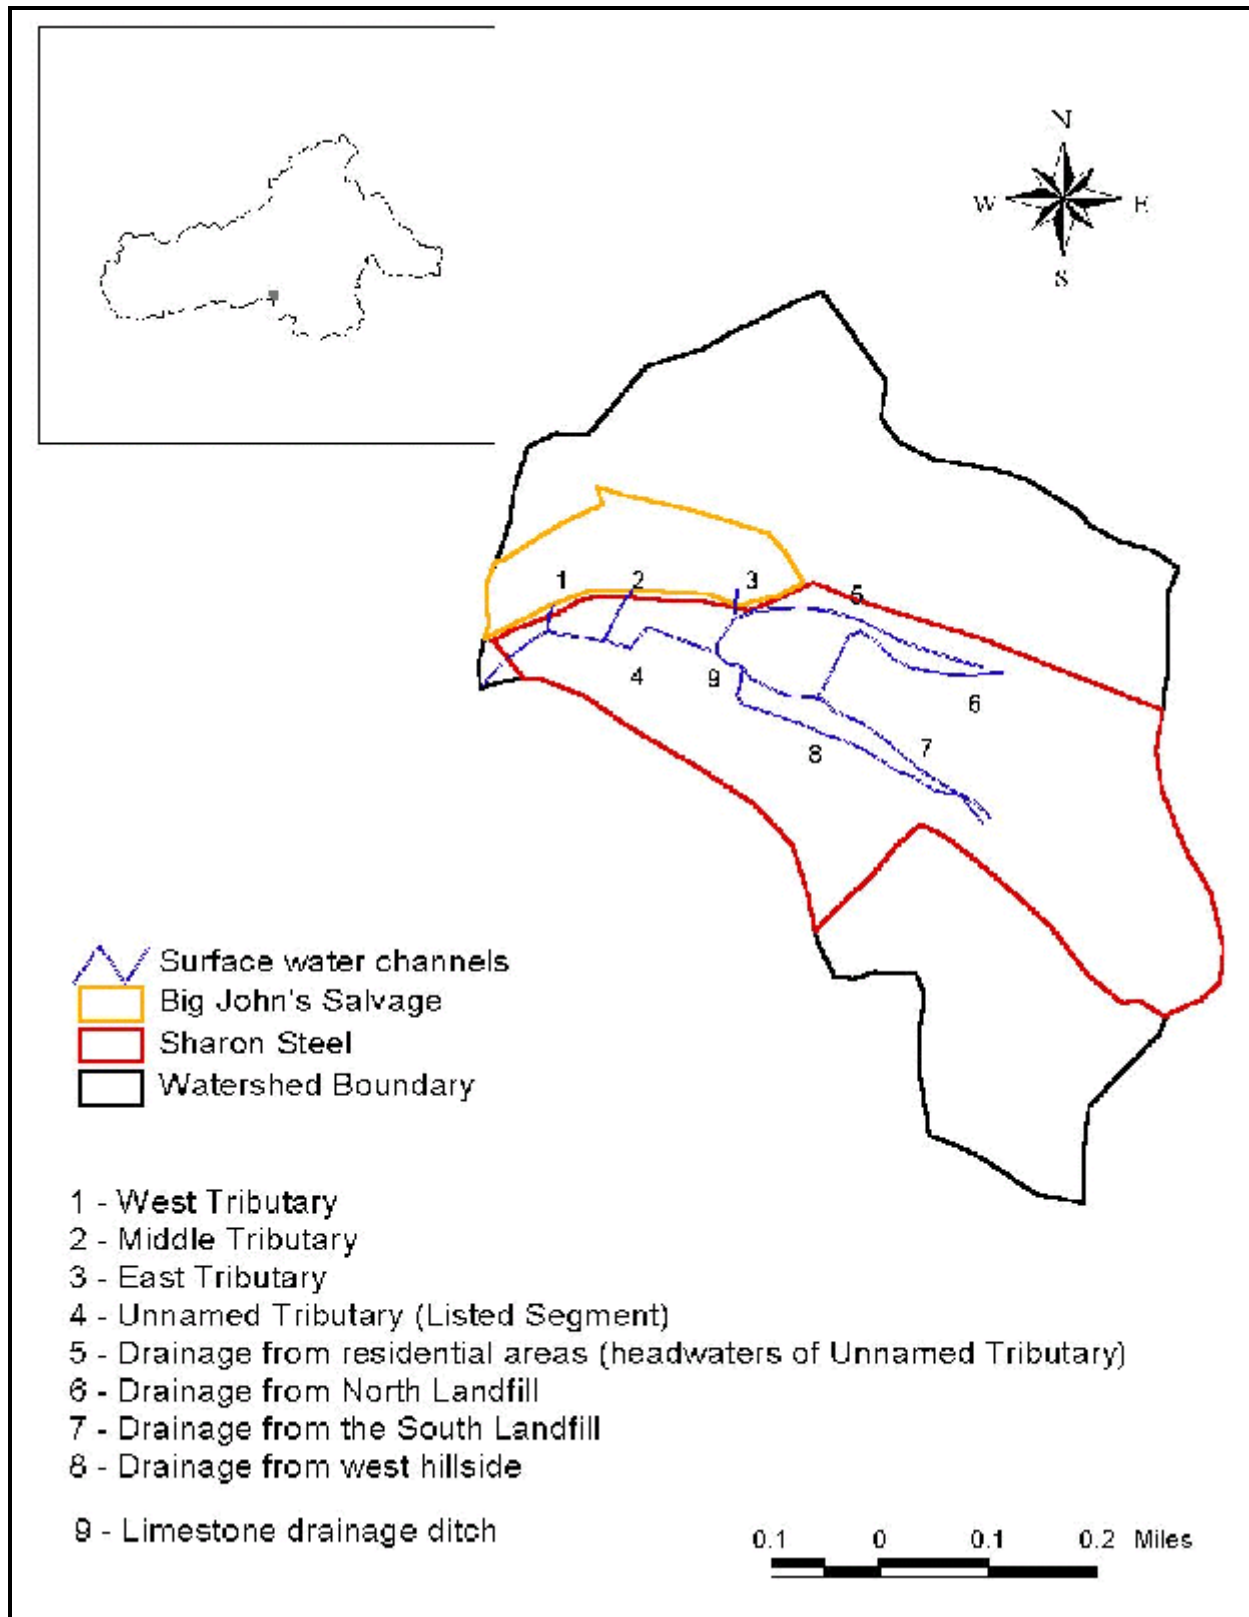 N
W E
S
1 2 3 5
4 9 6
8 7
Surface water channels
Big John's Salvage
Sharon Steel
Watershed Boundary
1 - West Tributary
2 - Middle Tributary
3 - East Tributary
4 - Unnamed Tributary (Listed Segment)
5 - Drainage from residential areas (headwaters of Unnamed Tributary)
6 - Drainage from North Landfill
7 - Drainage from the South Landfill
8 - Drainage from west hillside
9 - Limestone drainage ditch
0.1 0 0.1 0.2 Miles